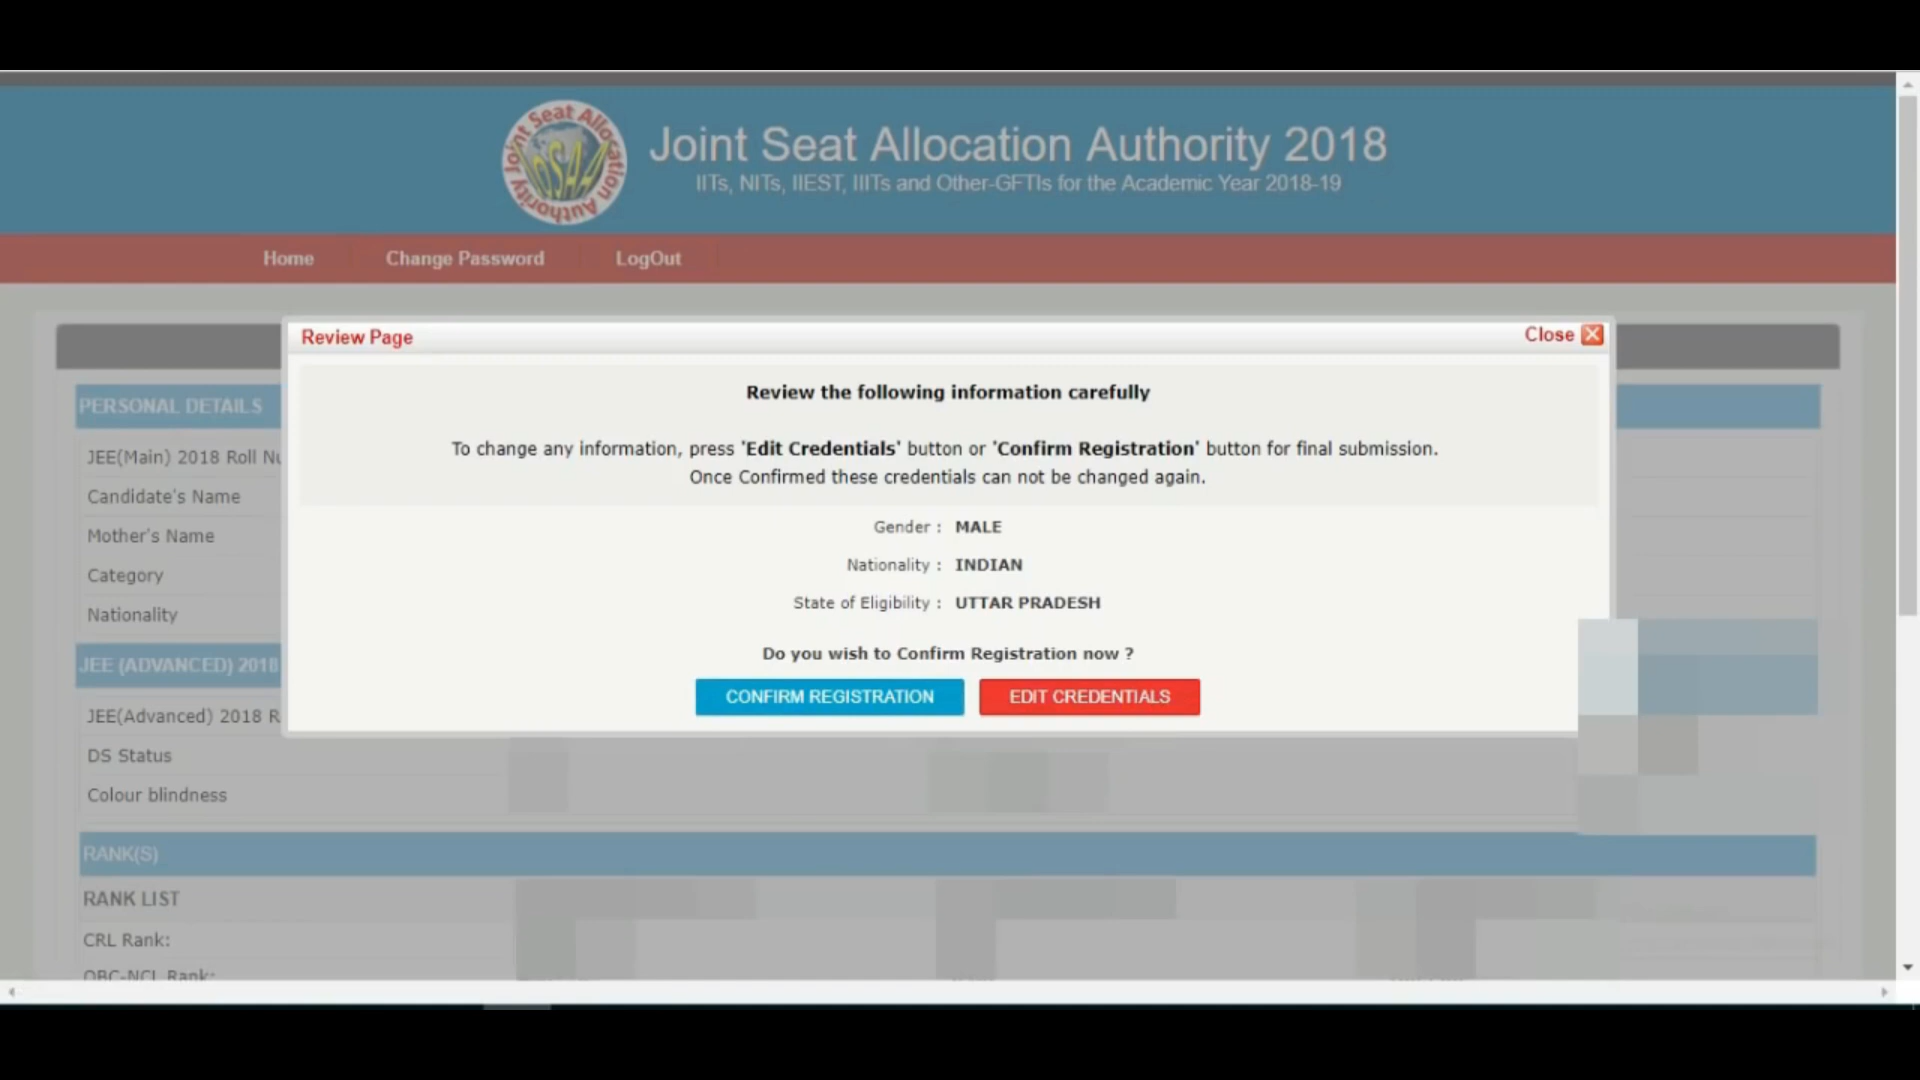 Joint Seat Allocation Authority
JOSAA
Joint Seat Allocation Authority 2018
IITs, NITs, IIEST, IIITs and Other-GFTIs for the Academic Year 2018-19
Home Change Password LogOut
Review Page Close
Review the following information carefully
To change any information, press 'Edit Credentials' button or 'Confirm Registration' button for final submission.
Once Confirmed these credentials can not be changed again.
Gender : MALE
Nationality : INDIAN
State of Eligibility : UTTAR PRADESH
Do you wish to Confirm Registration now ?
CONFIRM REGISTRATION EDIT CREDENTIALS
PERSONAL DETAILS
JEE(Main) 2018 Roll Nu
Candidate's Name
Mother's Name
Category
Nationality
JEE (ADVANCED) 2018
JEE(Advanced) 2018 R
DS Status
Colour blindness
RANK(S)
RANK LIST
CRL Rank:
OBC-NCL Rank: